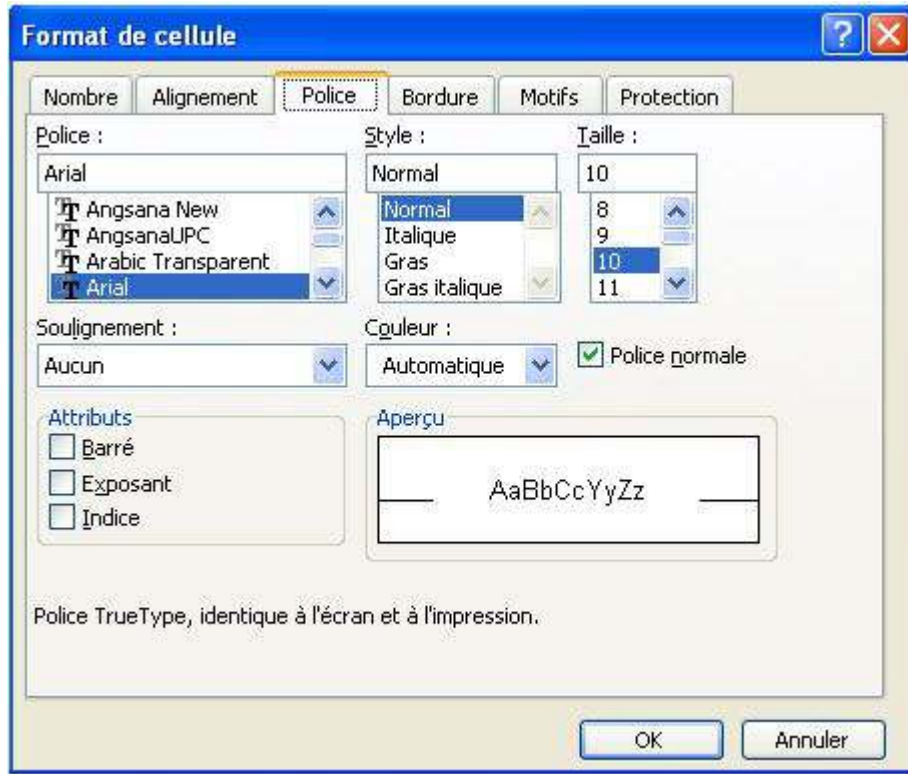 Format de cellule
Nombre Alignement Police Bordure Motifs Protection
Police : Style : Taille :
Arial Normal 10
Angsana New Normal 8
AngsanaUPC Italique 9
Arabic Transparent Gras 10
Arial Gras italique 11
Soulignement : Couleur :
Aucun Automatique Police normale
Attributs Aperçu
Barré
Exposant AaBbCcYyZz
Indice
Police TrueType, identique à l'écran et à l'impression.
OK Annuler